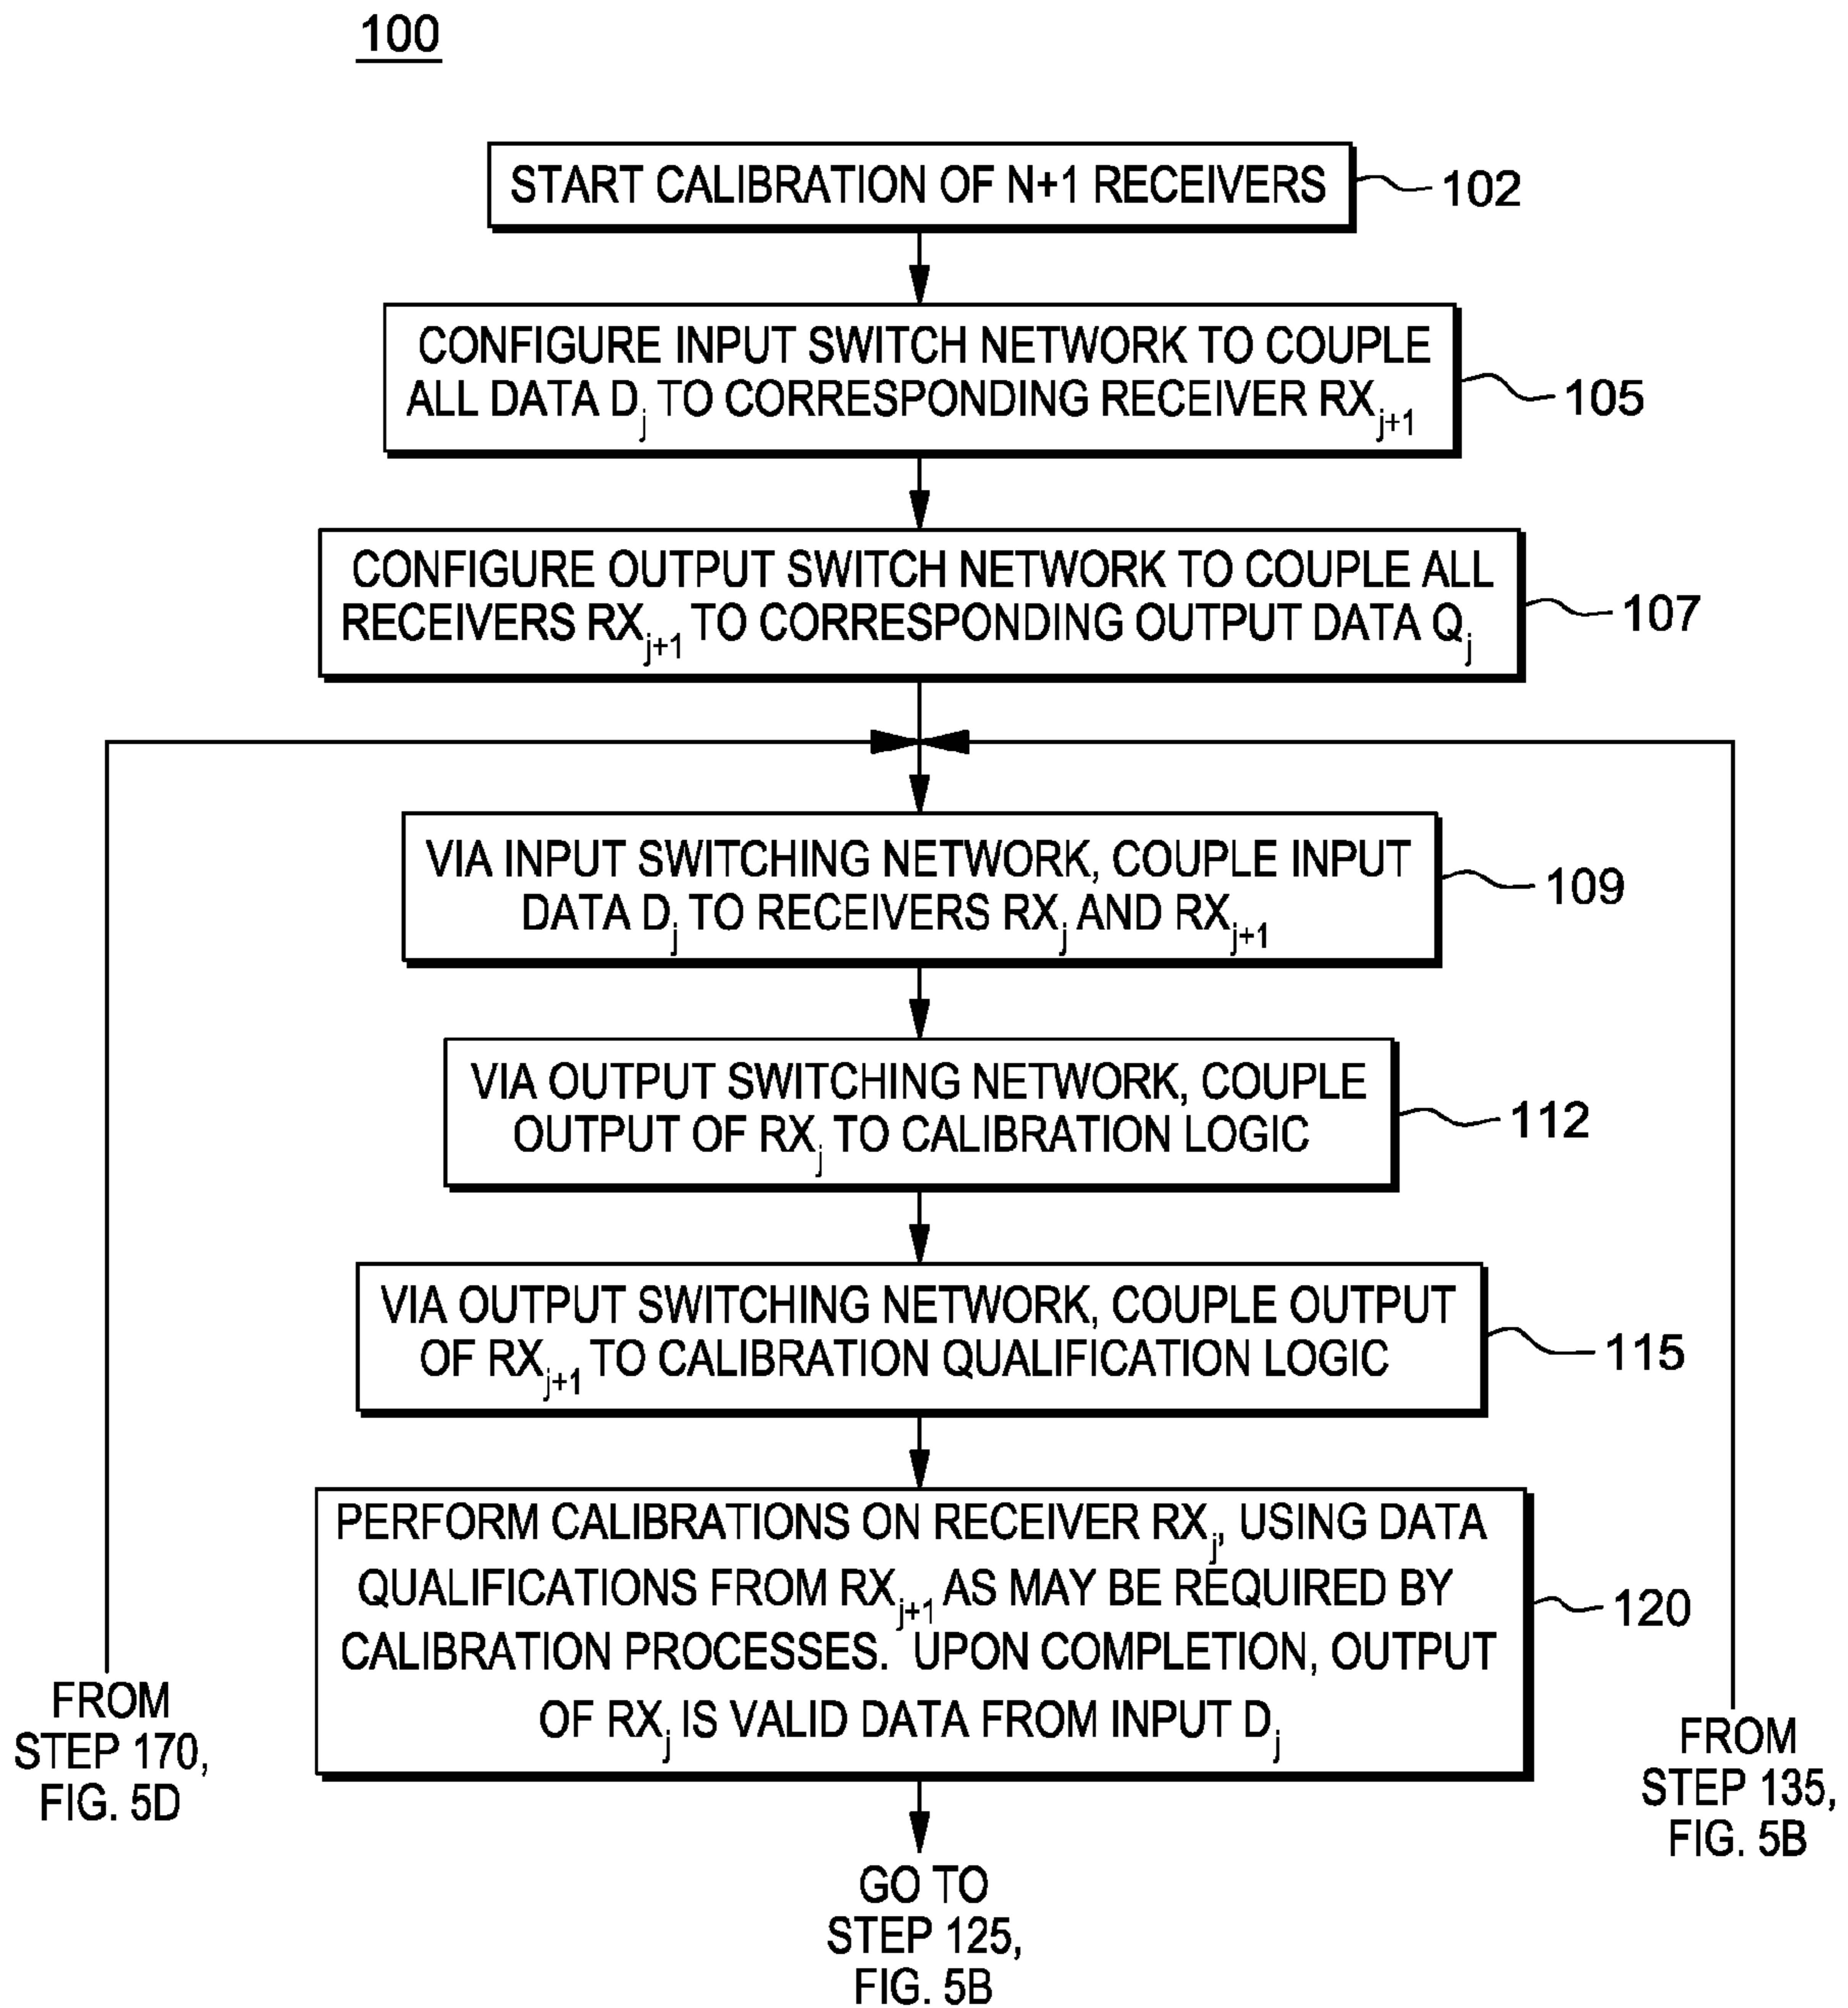 100
START CALIBRATION OF N+1 RECEIVERS
102
CONFIGURE INPUT SWITCH NETWORK TO COUPLE
ALL DATA Dj TO CORRESPONDING RECEIVER RXj+1
105
CONFIGURE OUTPUT SWITCH NETWORK TO COUPLE ALL
RECEIVERS RXj+1 TO CORRESPONDING OUTPUT DATA Qj
107
VIA INPUT SWITCHING NETWORK, COUPLE INPUT
DATA Dj TO RECEIVERS RXj AND RXj+1
109
VIA OUTPUT SWITCHING NETWORK, COUPLE
OUTPUT OF RXj TO CALIBRATION LOGIC
112
VIA OUTPUT SWITCHING NETWORK, COUPLE OUTPUT
OF RXj+1 TO CALIBRATION QUALIFICATION LOGIC
115
PERFORM CALIBRATIONS ON RECEIVER RXj, USING DATA
QUALIFICATIONS FROM RXj+1 AS MAY BE REQUIRED BY
CALIBRATION PROCESSES. UPON COMPLETION, OUTPUT
OF RXj IS VALID DATA FROM INPUT Dj
120
FROM
STEP 170,
FIG. 5D
FROM
STEP 135,
FIG. 5B
GO TO
STEP 125,
FIG. 5B